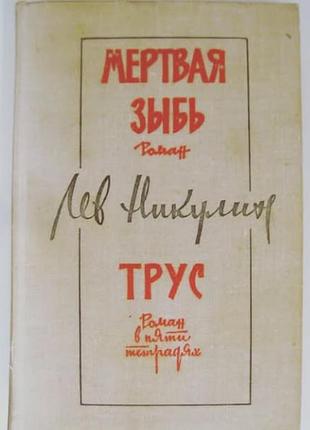 МЕРТВАЯ
ЗЫБЬ
Роман
Лев Никулин
ТРУС
Роман
в пяти
тетрадях